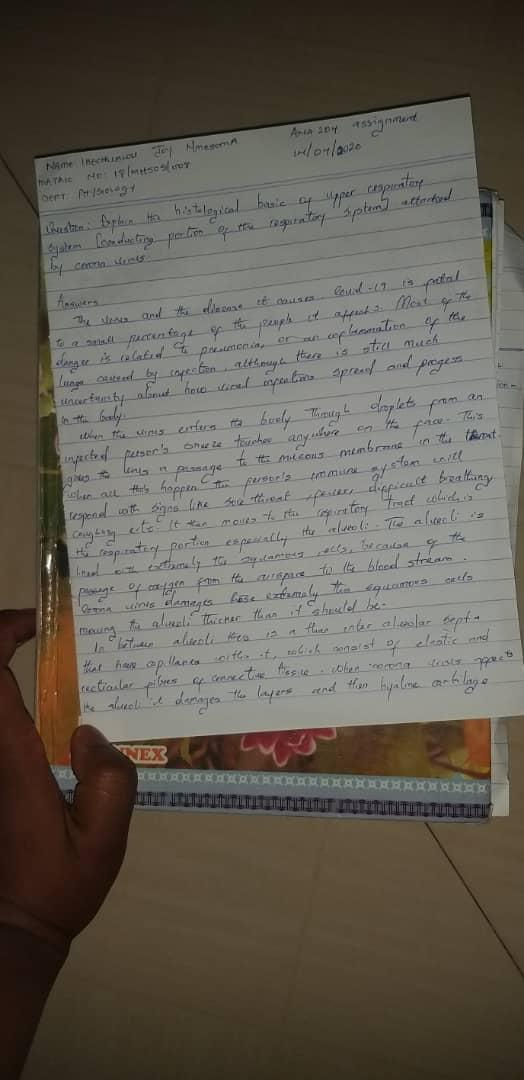 Name: Joy Nmesoma
Ana 204 assignment
MATRIC NO: 18/MHS05/008
14/04/2020
DEPT: Physiology
Question: Explain the histological basic of upper respiratory
system [conducting portion of the respiratory system] attacked
by corona virus.
Answers
The virus and the disease it causes. Covid-19 is fatal
to a small percentage of the people it affects. Most of the
danger is related to pneumonia, or an inflammation of the
lungs caused by infection, although there is still much
uncertainty about how viral infections spread and progess
in the body.
When the virus enters the body through droplets from an
infected person's sneeze touches anywhere on the face. This
gives the virus a passage to the mucous membrane in the throat.
When all this happen the person's immune system will
respond with signs like sore throat, fever, difficult breathing
coughing etc. It then moves to the respiratory tract which is
the respiratory portion especially the alveoli. The alveoli is
lined with extremely thin squamous cells, because of the
passage of oxygen from the airspace to the blood stream.
Corona virus damages these extremely thin squamous cells
making the alveoli thicker than it should be.
In between alveoli there is a thin inter alveolar septa
that have capillaries within it, which consist of elastic and
recticular fibres of connective tissue. When corona virus affects
the alveoli it damages the layers and then hyaline cartilage
NEX